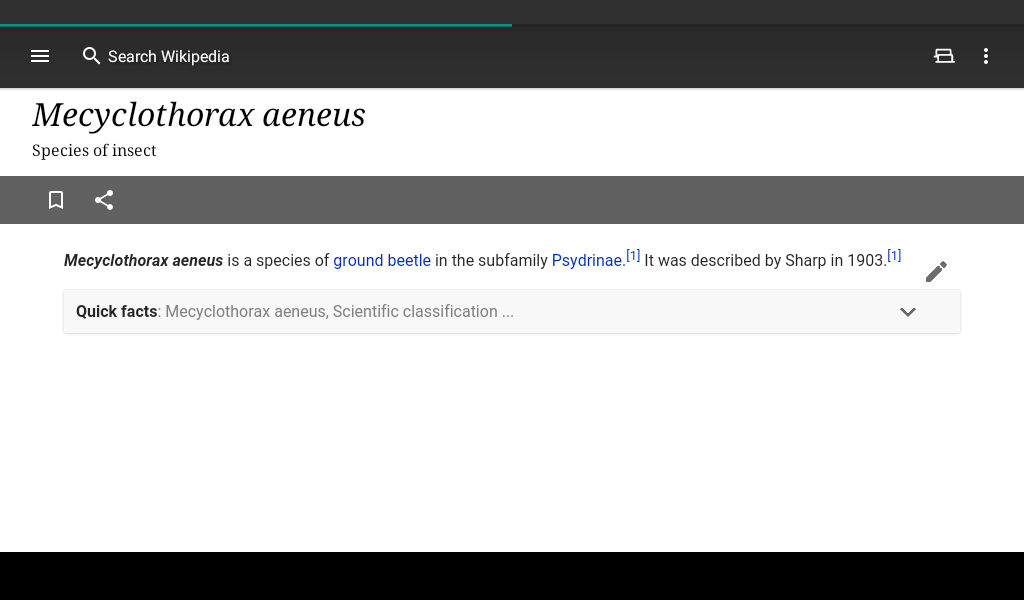 Search Wikipedia
Mecyclothorax aeneus
Species of insect
Mecyclothorax aeneus is a species of ground beetle in the subfamily Psydrinae.[1] It was described by Sharp in 1903.[1]
Quick facts: Mecyclothorax aeneus, Scientific classification ...